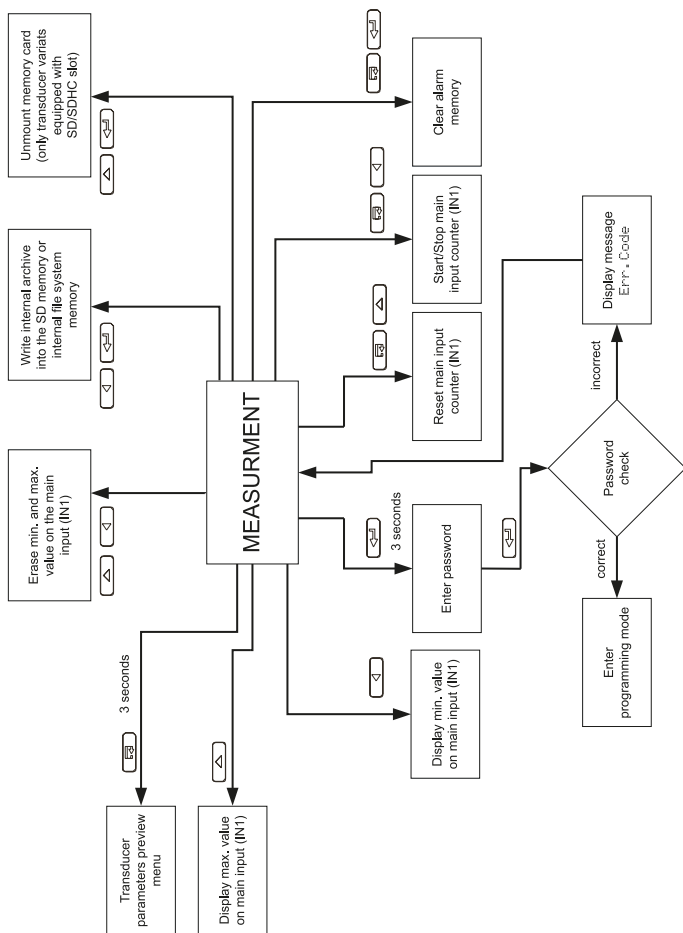 Erase min. and max.
value on the main
input (IN1)
Write internal archive
into the SD memory or
internal file system
memory
Unmount memory card
(only transducer variats
equipped with
SD/SDHC slot)
Transducer
parameters preview
menu
3 seconds
Display max. value
on main input (IN1)
MEASURMENT
3 seconds
Display min. value
on main input (IN1)
Enter password
Reset main input
counter (IN1)
Start/Stop main
input counter (IN1)
Clear alarm
memory
correct
Password
check
incorrect
Enter
programming mode
Display message
Err.Code